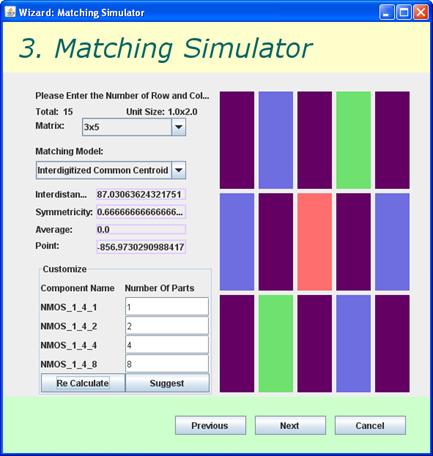 Wizard: Matching Simulator
3. Matching Simulator
Please Enter the Number of Row and Col...
Total: 15 Unit Size: 1.0x2.0
Matrix: 3x5
Matching Model:
Interdigitized Common Centroid
Interdistan... 87.03063624321751
Symmetricity: 0.66666666666666...
Average: 0.0
Point: -856.9730290988417
Customize
Component Name Number Of Parts
NMOS_1_4_1 1
NMOS_1_4_2 2
NMOS_1_4_4 4
NMOS_1_4_8 8
Re Calculate Suggest
Previous Next Cancel